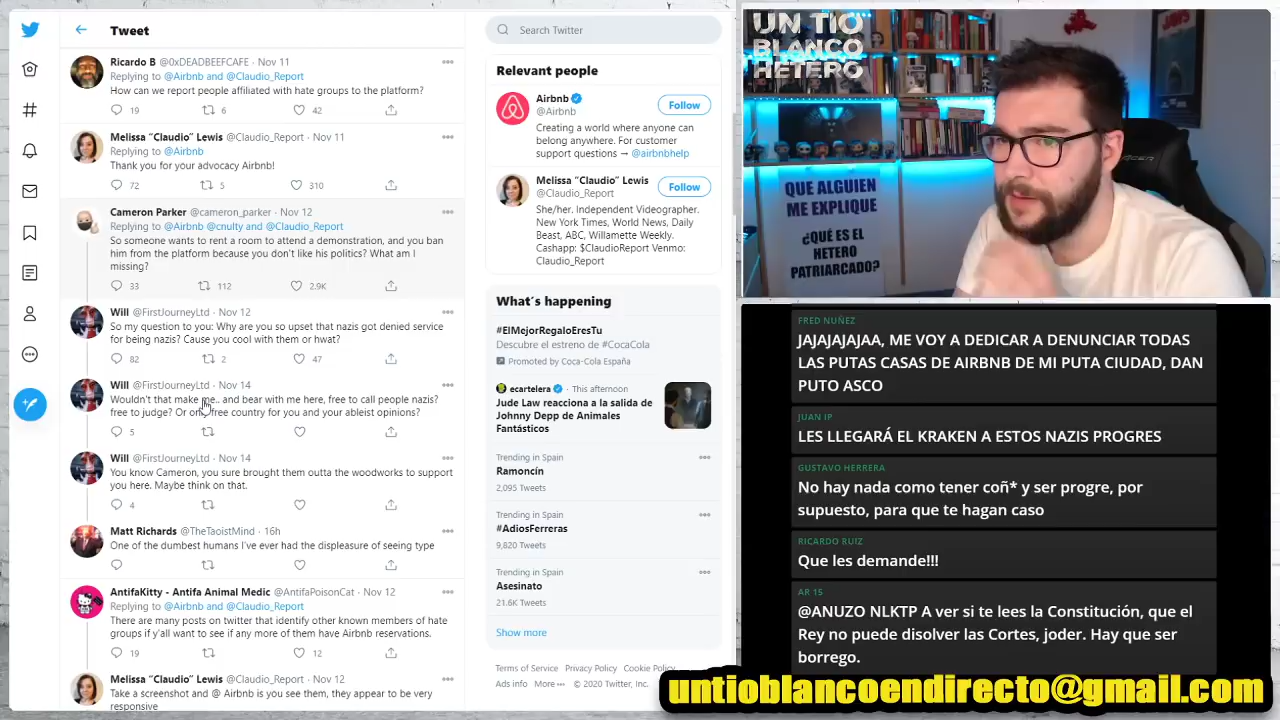 Tweet
Ricardo B @0xDEADBEEFCAFE · Nov 11
Replying to @Airbnb and @Claudio_Report
How can we report people affiliated with hate groups to the platform?
6
42
Melissa “Claudio” Lewis @Claudio_Report · Nov 11
Replying to @Airbnb
Thank you for your advocacy Airbnb!
72
5
310
Cameron Parker @cameron_parker · Nov 12
Replying to @Airbnb @cnulty and @Claudio_Report
So someone wants to rent a room to attend a demonstration, and you ban
him from the platform because you don't like his politics? What am I
missing?
33
112
2.9K
Will @FirstJourneyLtd · Nov 12
nazis got denied service
for being nazis? Cause you cool with them or hwat?
82
2
47
Will @FirstJourneyLtd · Nov 14
Wouldn't that make me.. and bear with me here, free to call people nazis?
free to judge? Or only free country for you and your ableist opinions?
5
Will @FirstJourneyLtd · Nov 14
You know Cameron, you sure brought them outta the woodworks to support
you here. Maybe think on that.
4
Matt Richards @TheTaoistMind · 16h
One of the dumbest humans I've ever had the displeasure of seeing type
AntifaKitty - Antifa Animal Medic @AntifaPoisonCat · Nov 12
Replying to @Airbnb and @Claudio_Report
There are many posts on twitter that identify other known members of hate
groups if y'all want to see if any more of them have Airbnb reservations.
19
12
Melissa “Claudio” Lewis @Claudio_Report · Nov 12
Take a screenshot and @ Airbnb is you see them, they appear to be very
responsive
Search Twitter
Relevant people
Airbnb
@Airbnb
Follow
Creating a world where anyone can
belong anywhere. For customer
support questions → @airbnbhelp
Melissa “Claudio” Lewis
@Claudio_Report
Follow
She/her. Independent Videographer.
New York Times, World News, Daily
Beast, ABC, Willamette Weekly.
Cashapp: $ClaudioReport Venmo:
Claudio_Report
What's happening
#ElMejorRegaloEresTu
Descubre el estreno de #CocaCola
Promoted by Coca-Cola España
ecartelera · This afternoon
Jude Law reacciona a la salida de
Johnny Depp de Animales
Fantásticos
Trending in Spain
Ramoncín
2,095 Tweets
Trending in Spain
#AdiosFerreras
9,820 Tweets
Trending in Spain
Asesinato
21.6K Tweets
Show more
Terms of Service Privacy Policy Cookie Policy
Ads info More © 2020 Twitter, Inc.
UN TIO
BLANCO
HETERO
QUE ALGUIEN
ME EXPLIQUE
¿QUÉ ES EL
HETERO
PATRIARCADO?
FRED NUÑEZ
JAJAJAJAJAA, ME VOY A DEDICAR A DENUNCIAR TODAS
LAS PUTAS CASAS DE AIRBNB DE MI PUTA CIUDAD, DAN
PUTO ASCO
JUAN IP
LES LLEGARÁ EL KRAKEN A ESTOS NAZIS PROGRES
GUSTAVO HERRERA
No hay nada como tener coñ* y ser progre, por
supuesto, para que te hagan caso
RICARDO RUIZ
Que les demande!!!
AR 15
@ANUZO NLKTP A ver si te lees la Constitución, que el
Rey no puede disolver las Cortes, joder. Hay que ser
borrego.
untioblancoendirecto@gmail.com